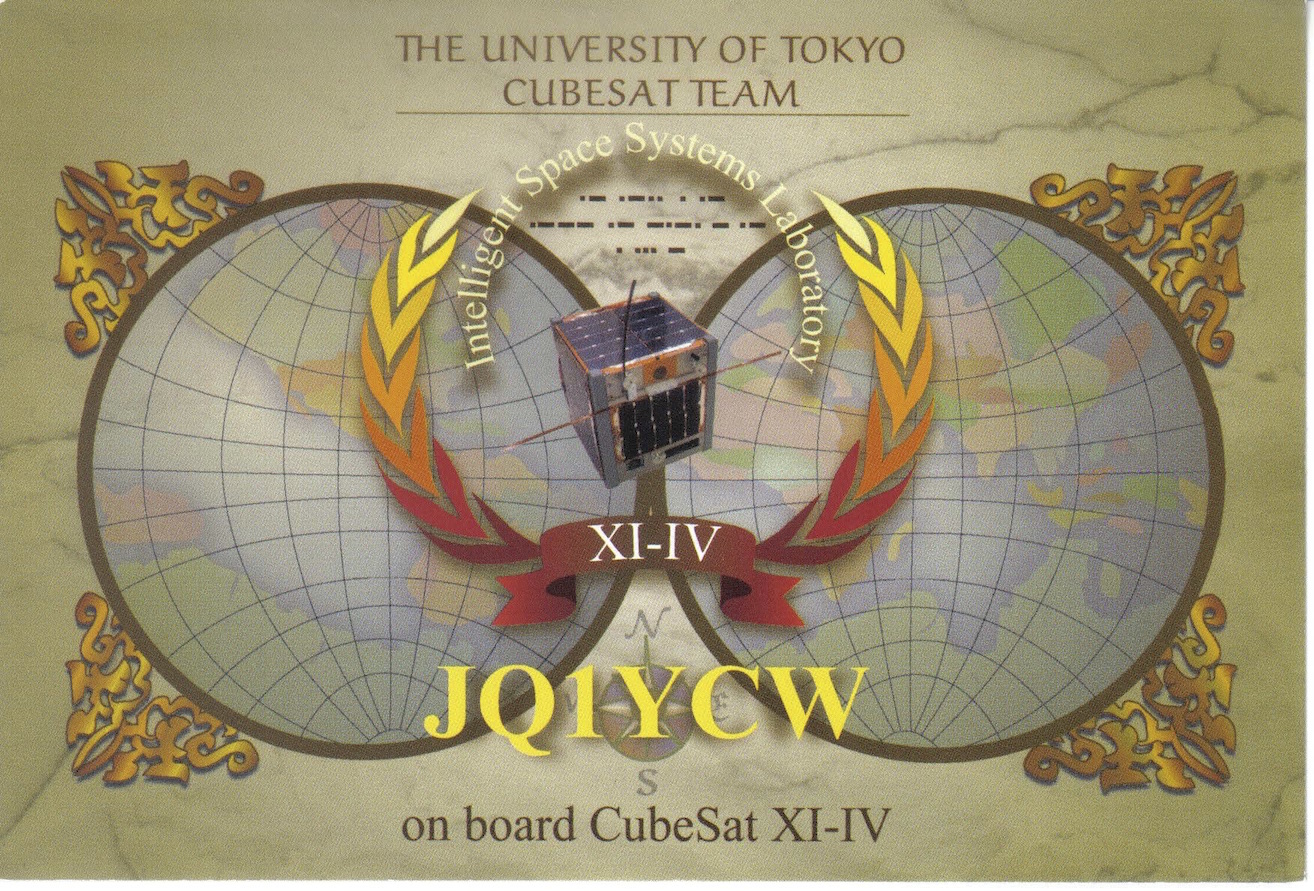 THE UNIVERSITY OF TOKYO
CUBESAT TEAM
Intelligent Space Systems Laboratory
XI-IV
N
E
JQ1YCW
S
on board CubeSat XI-IV